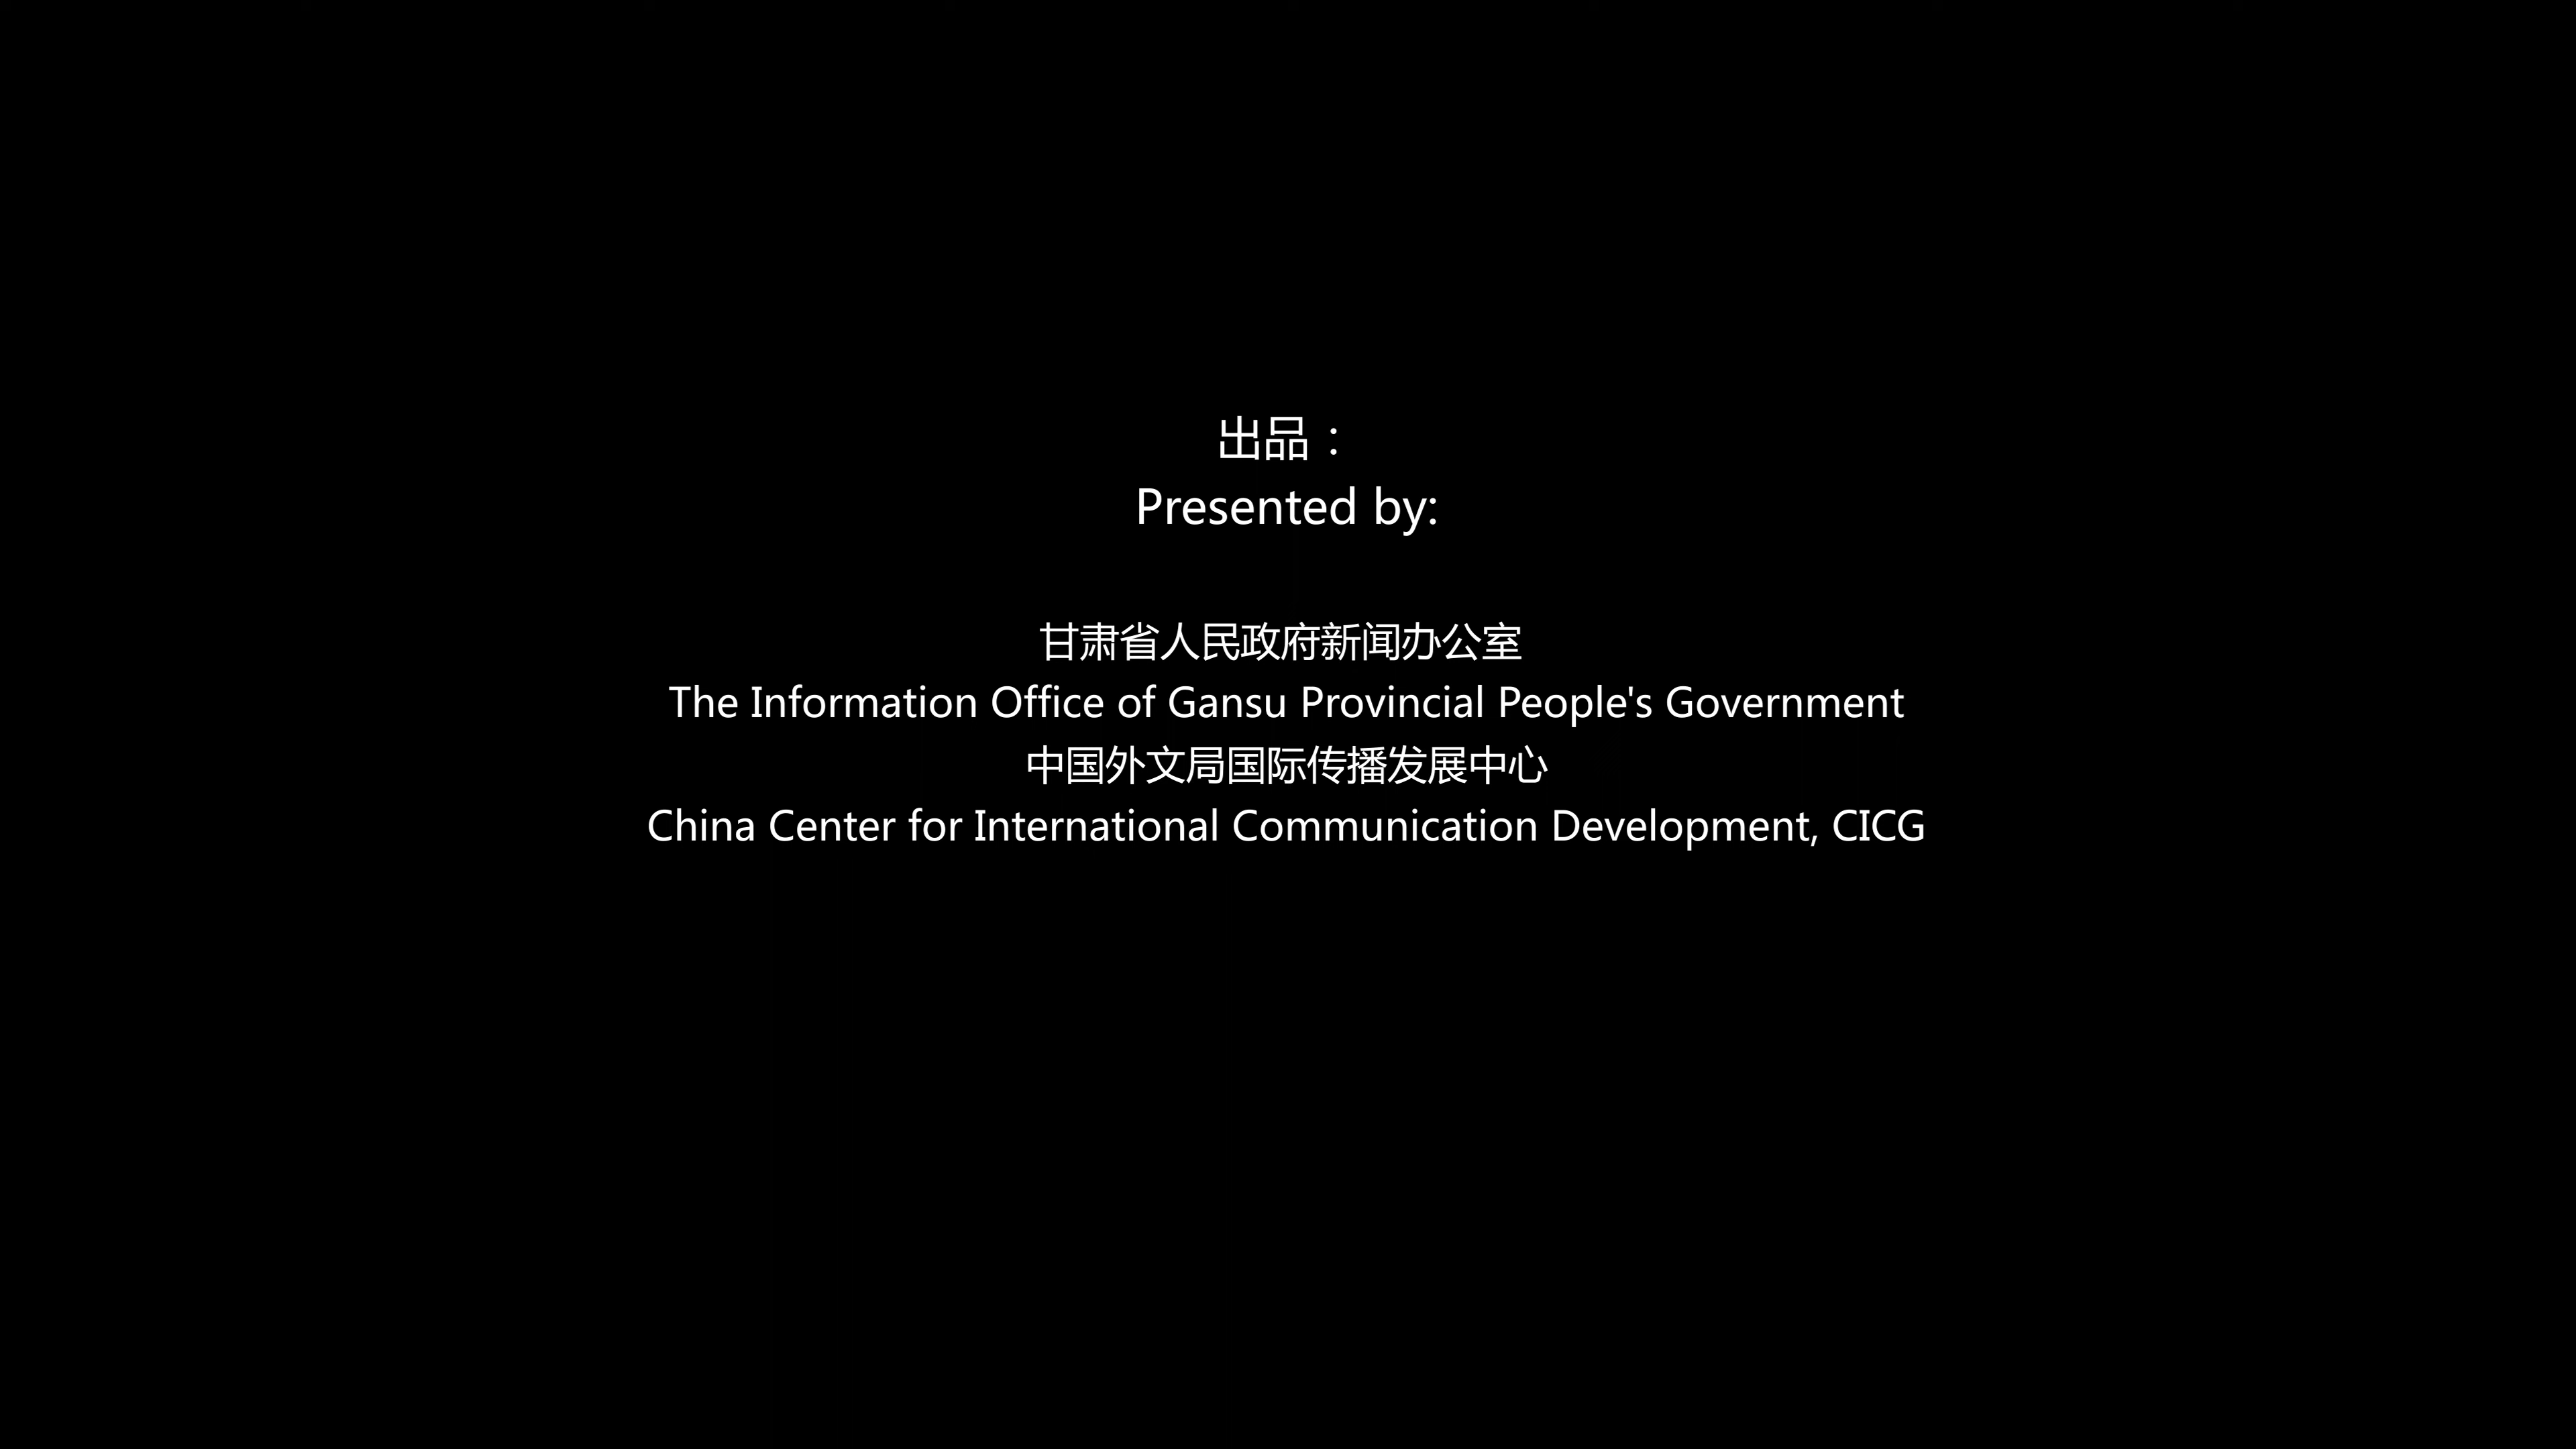 出品：
Presented by:
甘肃省人民政府新闻办公室
The Information Office of Gansu Provincial People's Government
中国外文局国际传播发展中心
China Center for International Communication Development, CICG